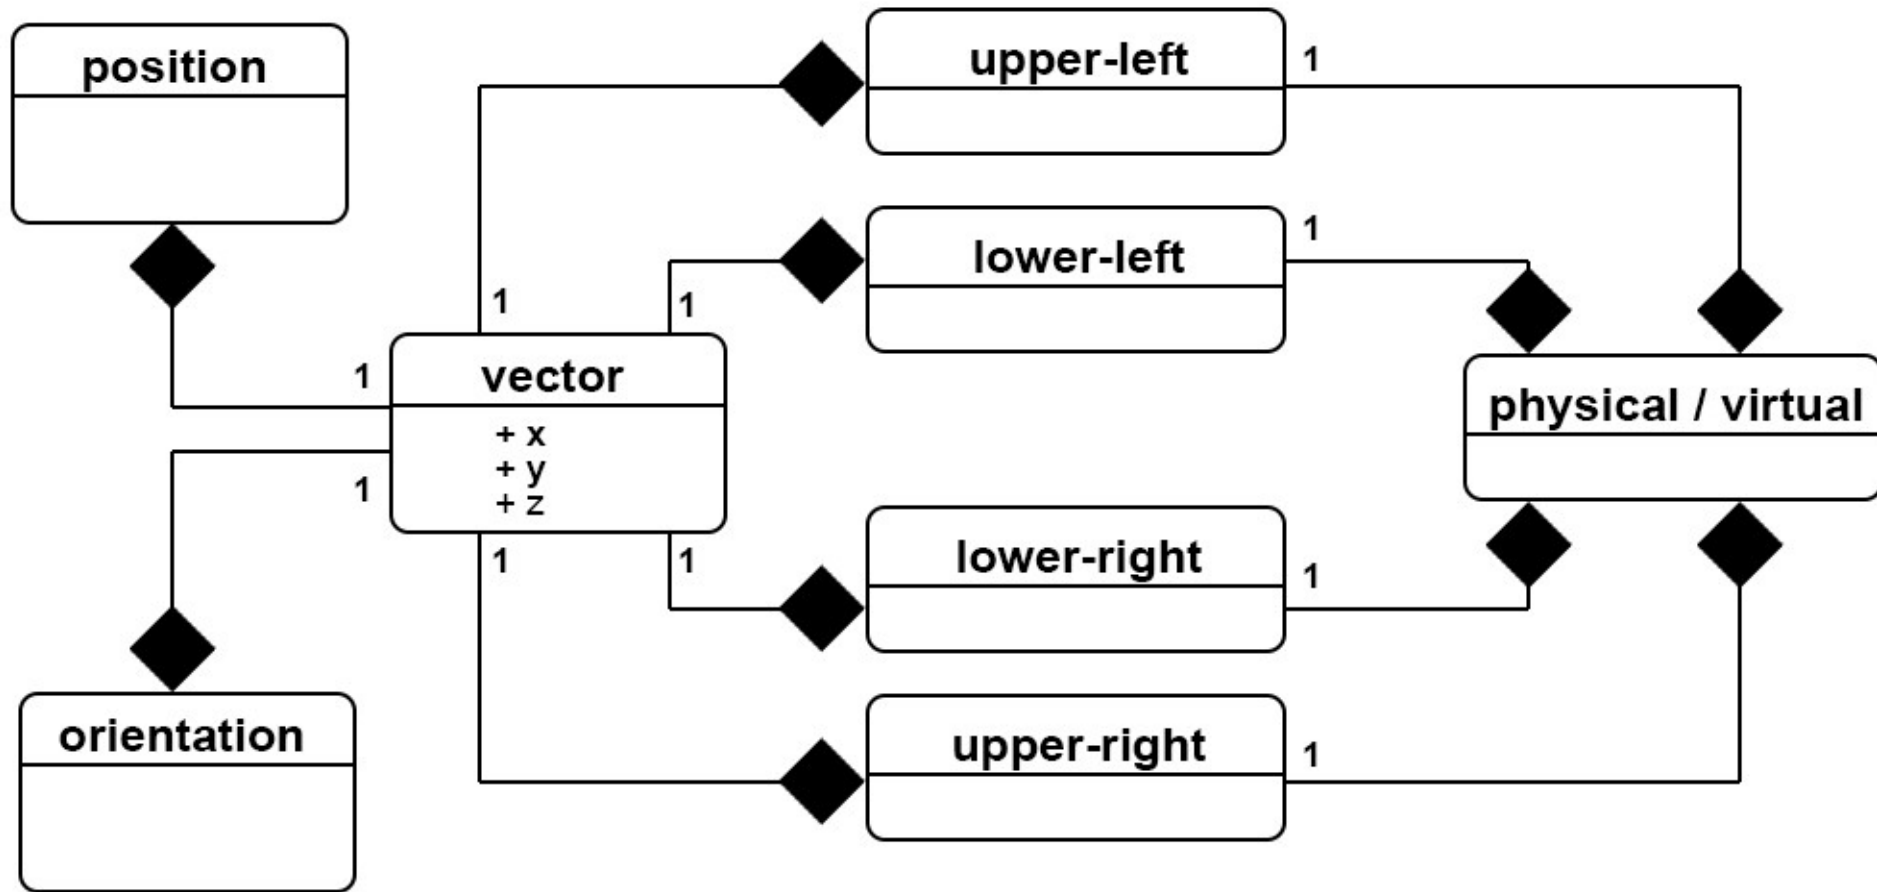 position
upper-left
1
lower-left
1
1
1
1
vector
+ x
+ y
+ z
physical / virtual
1
1
1
lower-right
1
upper-right
1
orientation